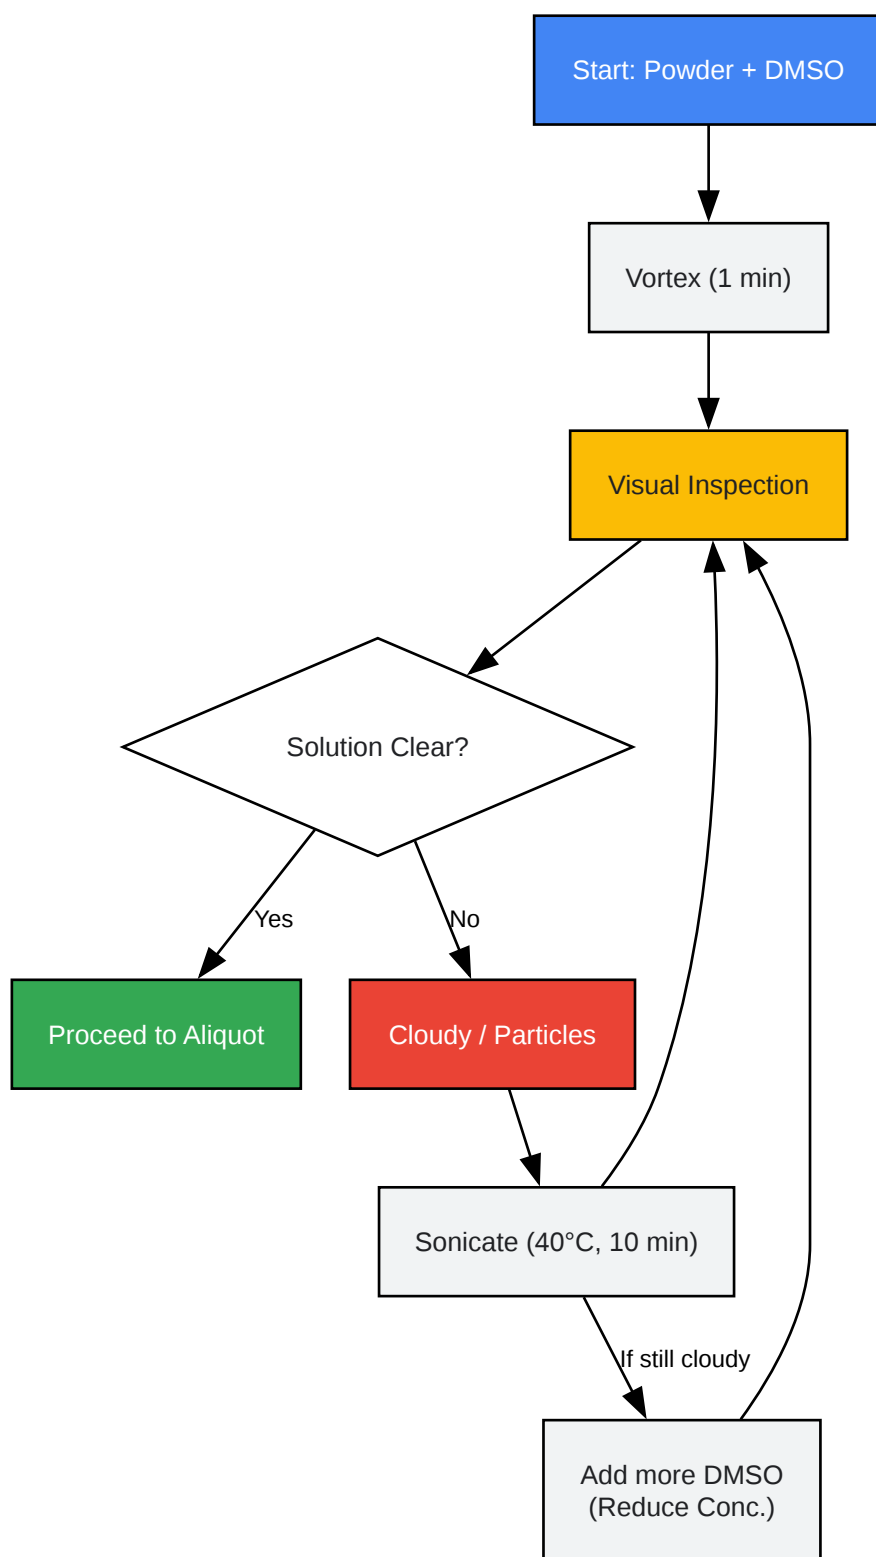 Start: Powder + DMSO
Vortex (1 min)
Visual Inspection
Solution Clear?
Yes
No
Proceed to Aliquot
Cloudy / Particles
Sonicate (40°C, 10 min)
If still cloudy
Add more DMSO
(Reduce Conc.)